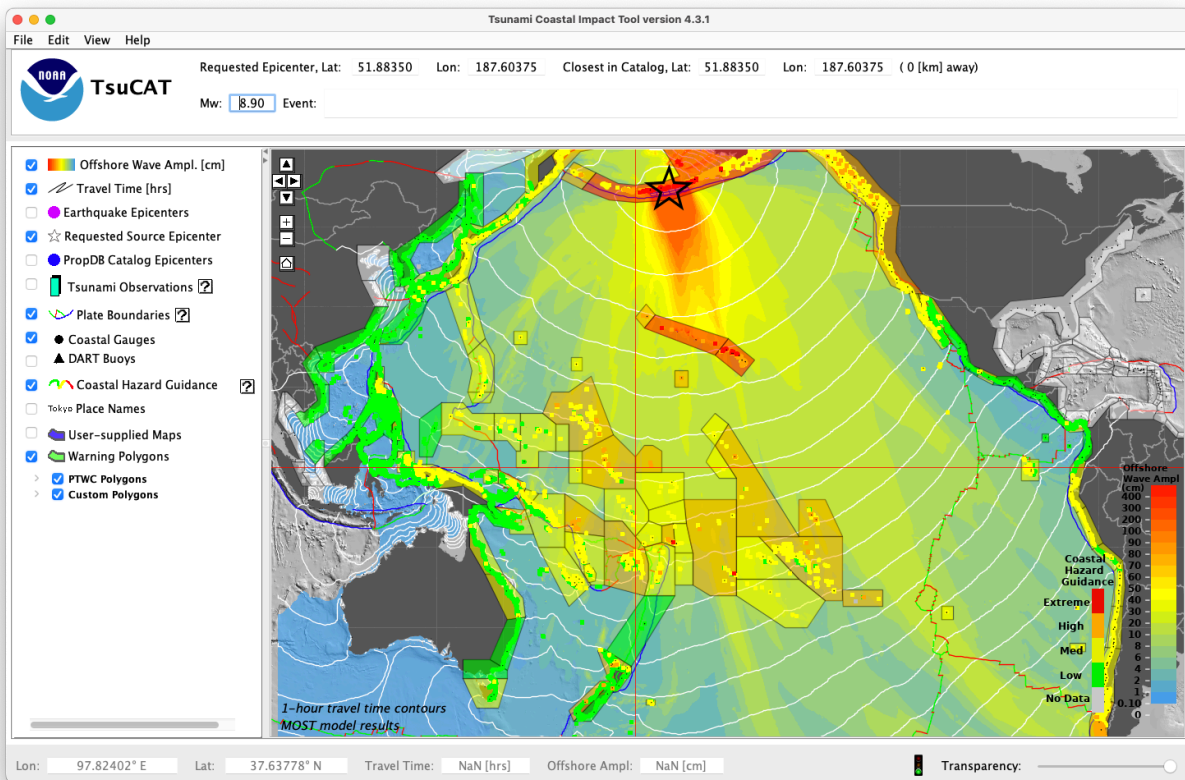 Tsunami Coastal Impact Tool version 4.3.1
File Edit View Help
NOAA
TsuCAT
Requested Epicenter, Lat: 51.88350 Lon: 187.60375 Closest in Catalog, Lat: 51.88350 Lon: 187.60375 ( 0 [km] away)
Mw: 8.90 Event:
Offshore Wave Ampl. [cm]
Travel Time [hrs]
Earthquake Epicenters
Requested Source Epicenter
PropDB Catalog Epicenters
Tsunami Observations ?
Plate Boundaries ?
Coastal Gauges
DART Buoys
Coastal Hazard Guidance ?
Tokyo Place Names
User-supplied Maps
Warning Polygons
PTWC Polygons
Custom Polygons
Offshore
Wave Ampl
(cm)
400
300
200
100
90
80
70
60
50
40
30
20
10
8
6
4
2
1
0.10
0
Coastal
Hazard
Guidance
Extreme
High
Med
Low
No Data
1-hour travel time contours
MOST model results
Lon: 97.82402° E Lat: 37.63778° N Travel Time: NaN [hrs] Offshore Ampl: NaN [cm] Transparency: